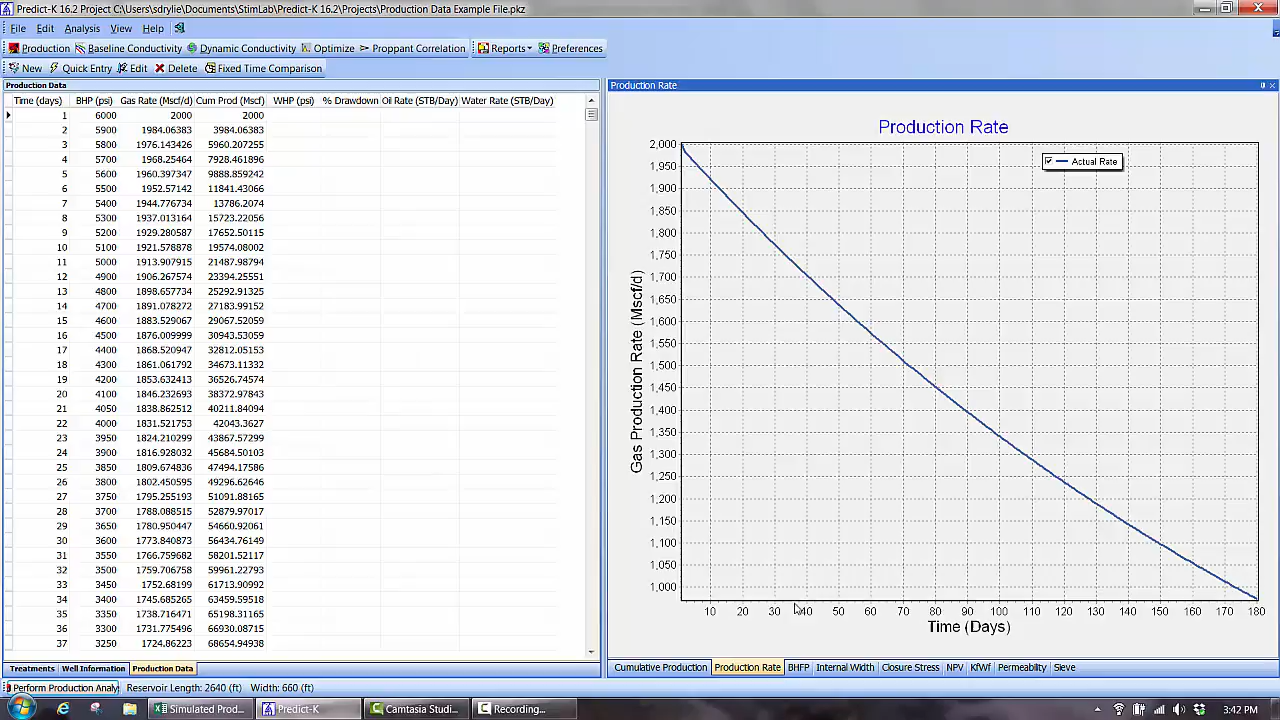 Predict-K 16.2 Project C:\Users\sdrylie\Documents\StimLab\Predict-K 16.2\Projects\Production Data Example File.pkz
File Edit Analysis View Help
Production Baseline Conductivity Dynamic Conductivity Optimize Proppant Correlation Reports Preferences
New Quick Entry Edit Delete Fixed Time Comparison
Production Data
Time (days) BHP (psi) Gas Rate (Mscf/d) Cum Prod (Mscf) WHP (psi) % Drawdown Oil Rate (STB/Day) Water Rate (STB/Day)
1 6000 2000 2000
2 5900 1984.06383 3984.06383
3 5800 1976.143426 5960.207255
4 5700 1968.25464 7928.461896
5 5600 1960.397347 9888.859242
6 5500 1952.57142 11841.43066
7 5400 1944.776734 13786.2074
8 5300 1937.013164 15723.22056
9 5200 1929.280587 17652.50115
10 5100 1921.578878 19574.08002
11 5000 1913.907915 21487.98794
12 4900 1906.267574 23394.25551
13 4800 1898.657734 25292.91325
14 4700 1891.078272 27183.99152
15 4600 1883.529067 29067.52059
16 4500 1876.009999 30943.53059
17 4400 1868.520947 32812.05153
18 4300 1861.061792 34673.11332
19 4200 1853.632413 36526.74574
20 4100 1846.232693 38372.97843
21 4050 1838.862512 40211.84094
22 4000 1831.521753 42043.3627
23 3950 1824.210299 43867.57299
24 3900 1816.928032 45684.50103
25 3850 1809.674836 47494.17586
26 3800 1802.450595 49296.62646
27 3750 1795.255193 51091.88165
28 3700 1788.088515 52879.97017
29 3650 1780.950447 54660.92061
30 3600 1773.840873 56434.76149
31 3550 1766.759682 58201.52117
32 3500 1759.706758 59961.22793
33 3450 1752.68199 61713.90992
34 3400 1745.685265 63459.59518
35 3350 1738.716471 65198.31165
36 3300 1731.775496 66930.08715
37 3250 1724.86223 68654.94938
Treatments Well Information Production Data
Production Rate
Production Rate
Actual Rate
Gas Production Rate (Mscf/d)
2,000
1,950
1,900
1,850
1,800
1,750
1,700
1,650
1,600
1,550
1,500
1,450
1,400
1,350
1,300
1,250
1,200
1,150
1,100
1,050
1,000
10 20 30 40 50 60 70 80 90 100 110 120 130 140 150 160 170 180
Time (Days)
Cumulative Production Production Rate BHFP Internal Width Closure Stress NPV KfWf Permeability Sieve
Perform Production Analy Reservoir Length: 2640 (ft) Width: 660 (ft)
Simulated Prod... Predict-K Camtasia Studi... Recording... 3:42 PM